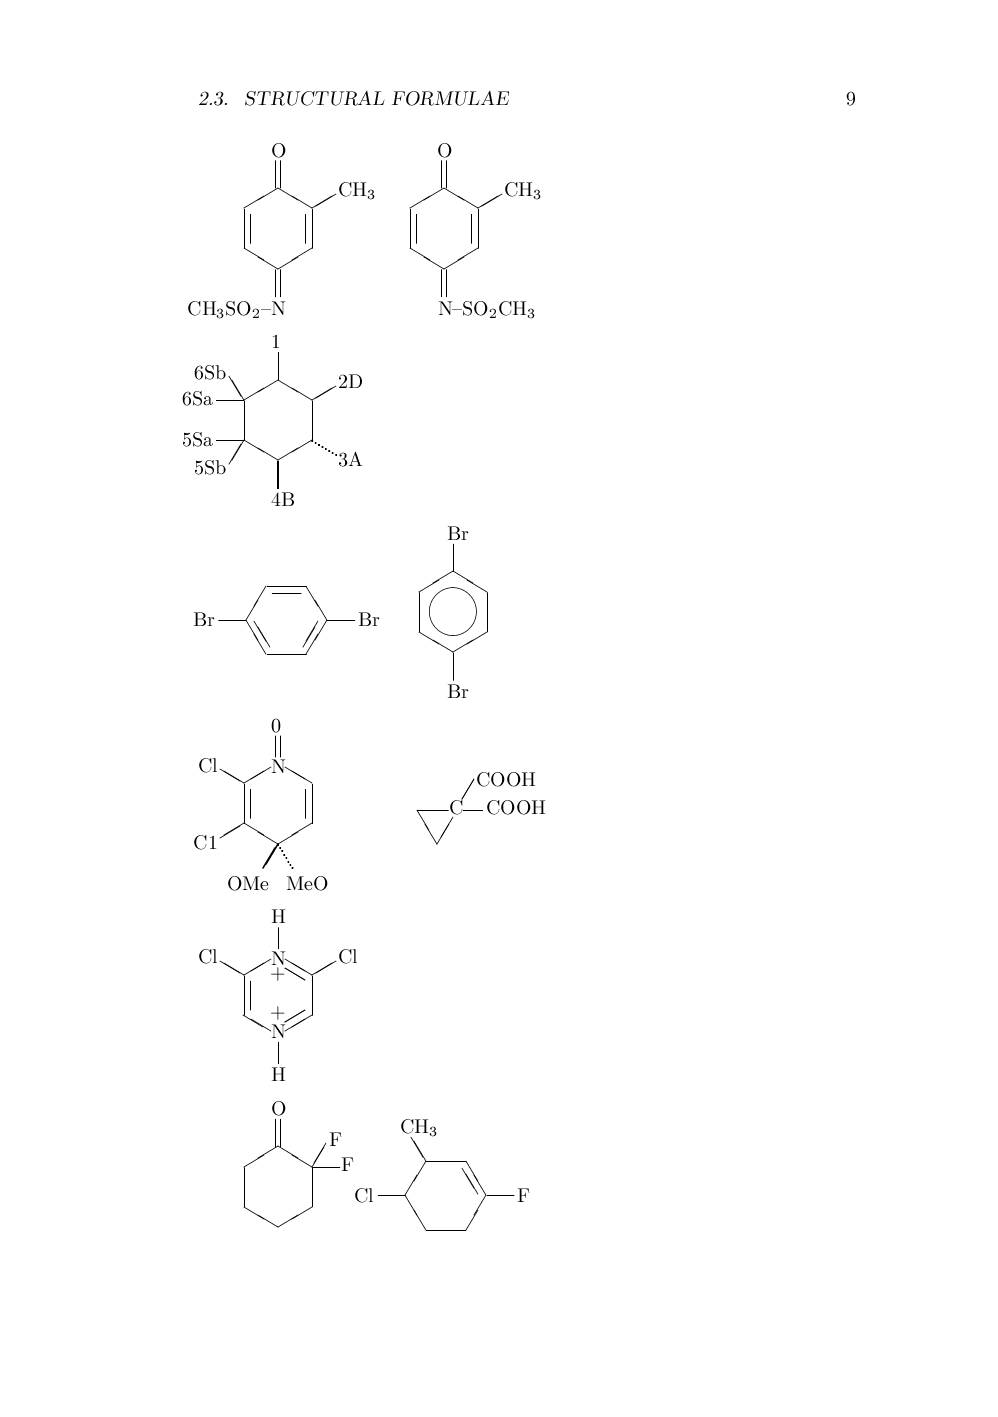 2.3. STRUCTURAL FORMULAE 9
O O
CH3 CH3
CH3SO2–N N–SO2CH3
1
6Sb 2D
6Sa
5Sa
5Sb 3A
4B
Br
Br Br
Br
0
Cl N COOH
C COOH
C1
OMe MeO
H
Cl N Cl
+
+
N
H
O
CH3
F
F
Cl F